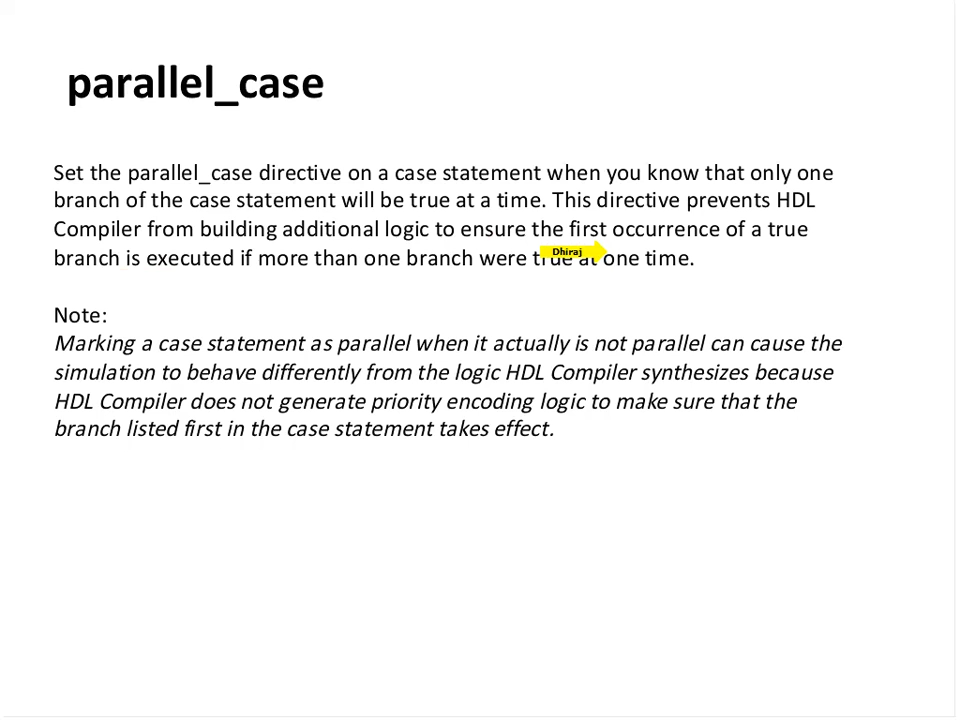 parallel_case
Set the parallel_case directive on a case statement when you know that only one
branch of the case statement will be true at a time. This directive prevents HDL
Compiler from building additional logic to ensure the first occurrence of a true
branch is executed if more than one branch were true at one time.
Dhiraj
Note:
Marking a case statement as parallel when it actually is not parallel can cause the
simulation to behave differently from the logic HDL Compiler synthesizes because
HDL Compiler does not generate priority encoding logic to make sure that the
branch listed first in the case statement takes effect.